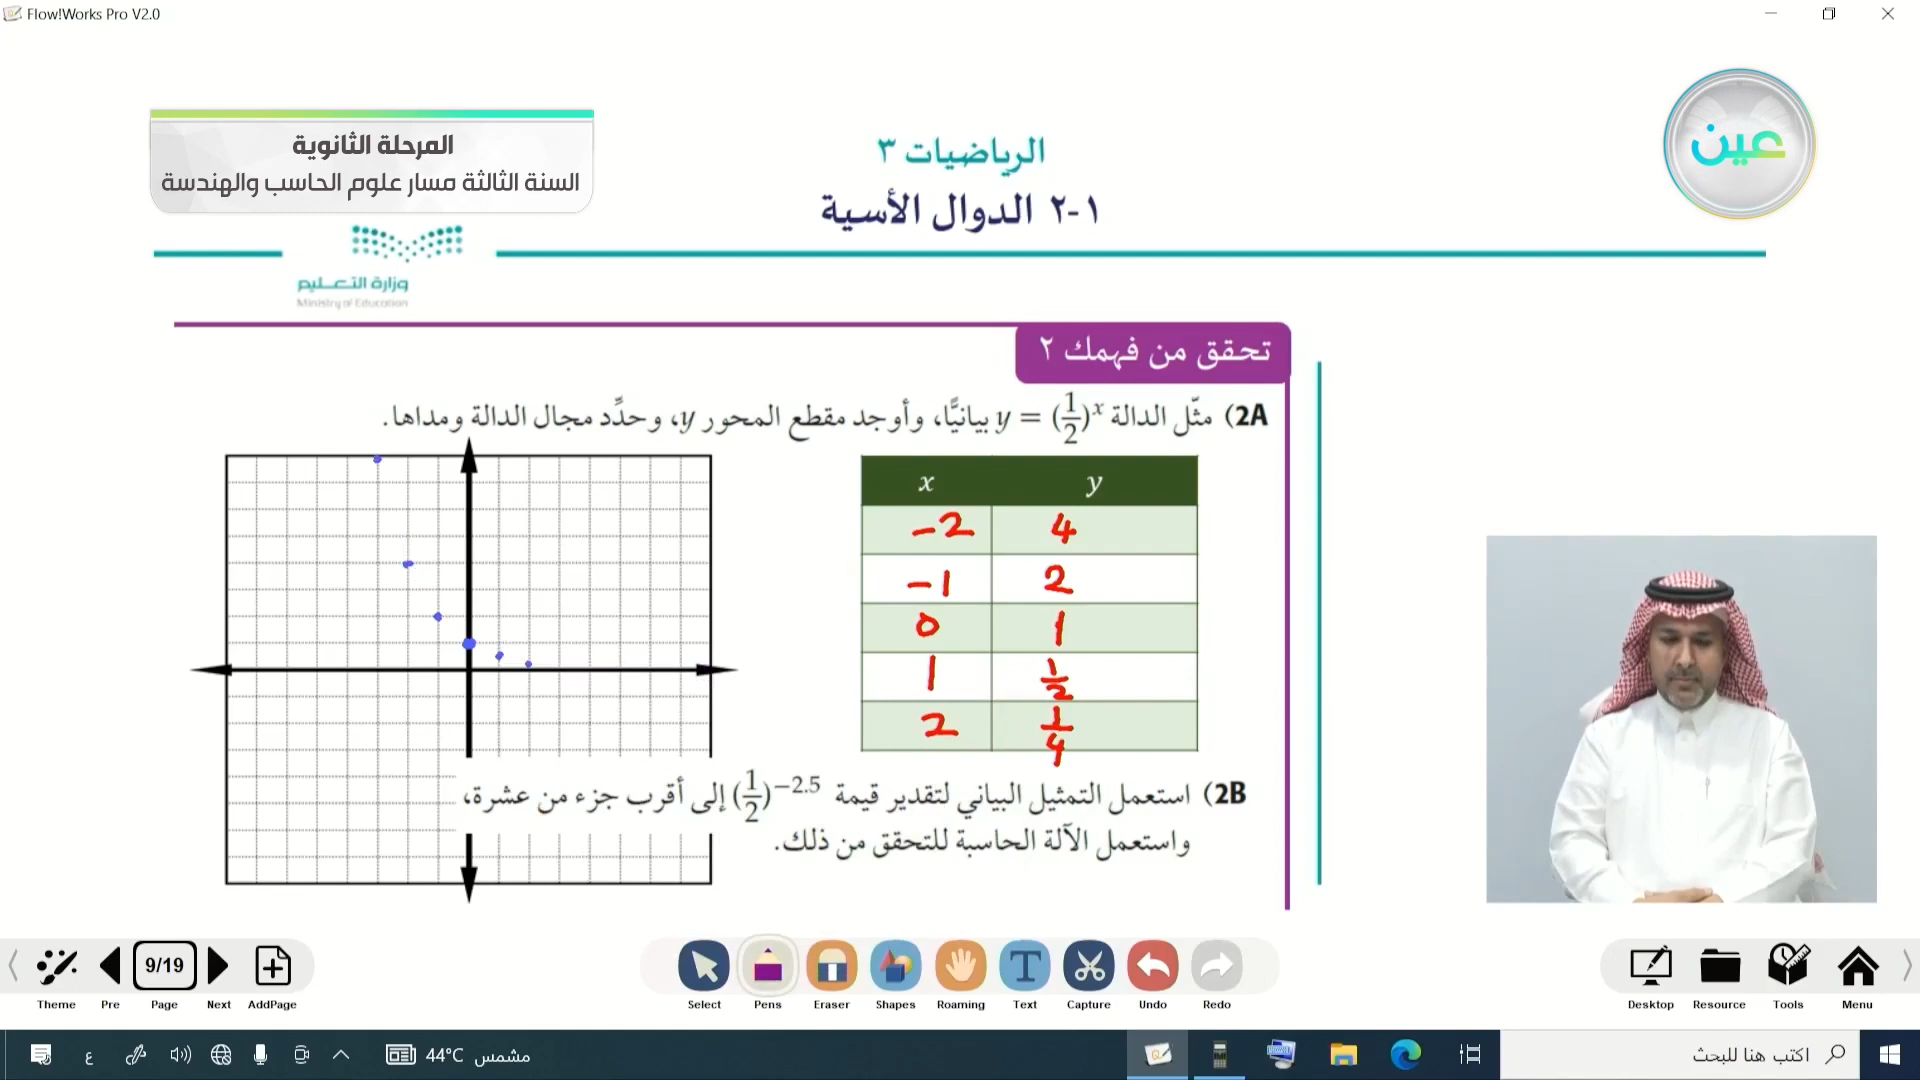 Flow!Works Pro V2.0
المرحلة الثانوية
السنة الثالثة مسار علوم الحاسب والهندسة
الرياضيات ٣
٢-١ الدوال الأسية
عين
وزارة التعليم
Ministry of Education
تحقق من فهمك ٢
2A) مثّل الدالة y = (1/2)^x بيانيًّا، وأوجد مقطع المحور y، وحدِّد مجال الدالة ومداها.
x y
-2 4
-1 2
0 1
1 1/2
2 1/4
2B) استعمل التمثيل البياني لتقدير قيمة (1/2)^-2.5 إلى أقرب جزء من عشرة،
واستعمل الآلة الحاسبة للتحقق من ذلك.
9/19
Theme Pre Page Next AddPage
Select Pens Eraser Shapes Roaming Text Capture Undo Redo
Desktop Resource Tools Menu
ع
44°C مشمس
اكتب هنا للبحث